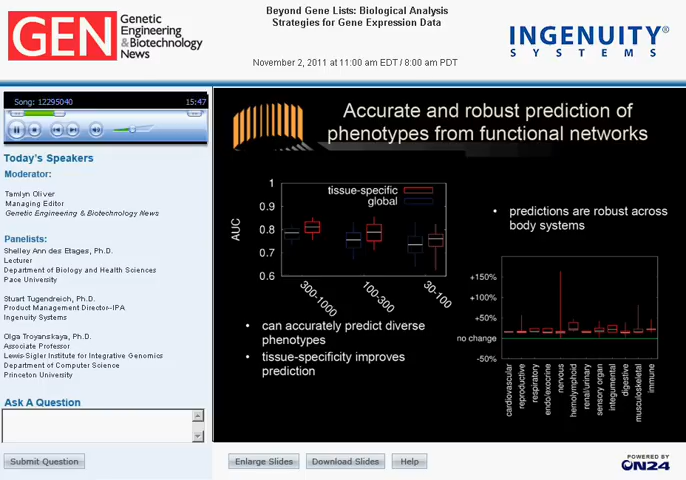 GEN
Genetic
Engineering
& Biotechnology
News
Beyond Gene Lists: Biological Analysis
Strategies for Gene Expression Data
November 2, 2011 at 11:00 am EDT / 8:00 am PDT
INGENUITY®
SYSTEMS
Song: 12295040
15:47
Today's Speakers
Moderator:
Tamlyn Oliver
Managing Editor
Genetic Engineering & Biotechnology News
Panelists:
Shelley Ann des Etages, Ph.D.
Lecturer
Department of Biology and Health Sciences
Pace University
Stuart Tugendreich, Ph.D.
Product Management Director–IPA
Ingenuity Systems
Olga Troyanskaya, Ph.D.
Associate Professor
Lewis-Sigler Institute for Integrative Genomics
Department of Computer Science
Princeton University
Ask A Question
Submit Question
Accurate and robust prediction of
phenotypes from functional networks
tissue-specific
global
AUC
1
0.9
0.8
0.7
0.6
300-1000
100-300
30-100
• can accurately predict diverse
phenotypes
• tissue-specificity improves
prediction
• predictions are robust across
body systems
+150%
+100%
+50%
no change
-50%
cardiovascular
reproductive
respiratory
endo/exocrine
nervous
hemolymphoid
renal/urinary
sensory organ
integumental
digestive
musculoskeletal
immune
Enlarge Slides
Download Slides
Help
POWERED BY
ON24